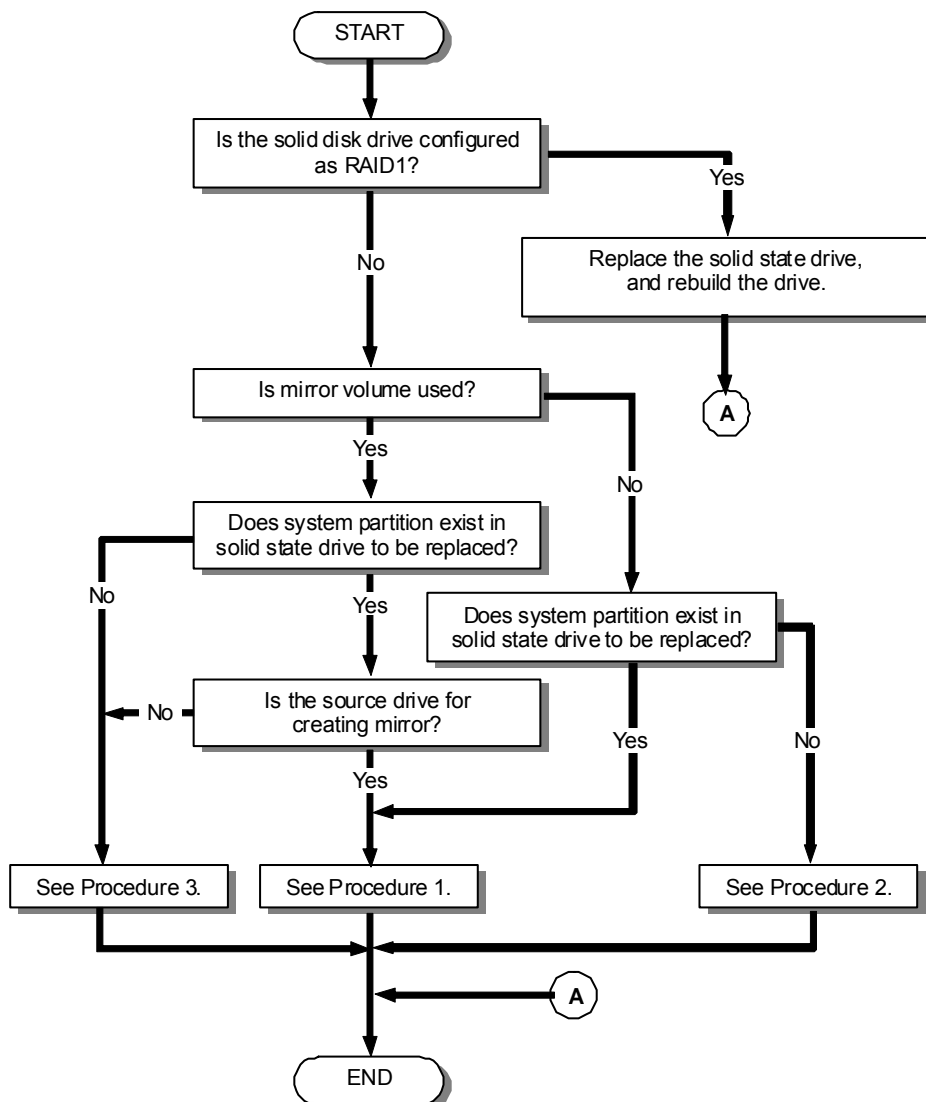 START
Is the solid disk drive configured
as RAID1?
Yes
No
Replace the solid state drive,
and rebuild the drive.
A
Is mirror volume used?
Yes
No
Does system partition exist in
solid state drive to be replaced?
No
Yes
Does system partition exist in
solid state drive to be replaced?
Is the source drive for
creating mirror?
No
Yes
No
Yes
See Procedure 3.
See Procedure 1.
See Procedure 2.
A
END